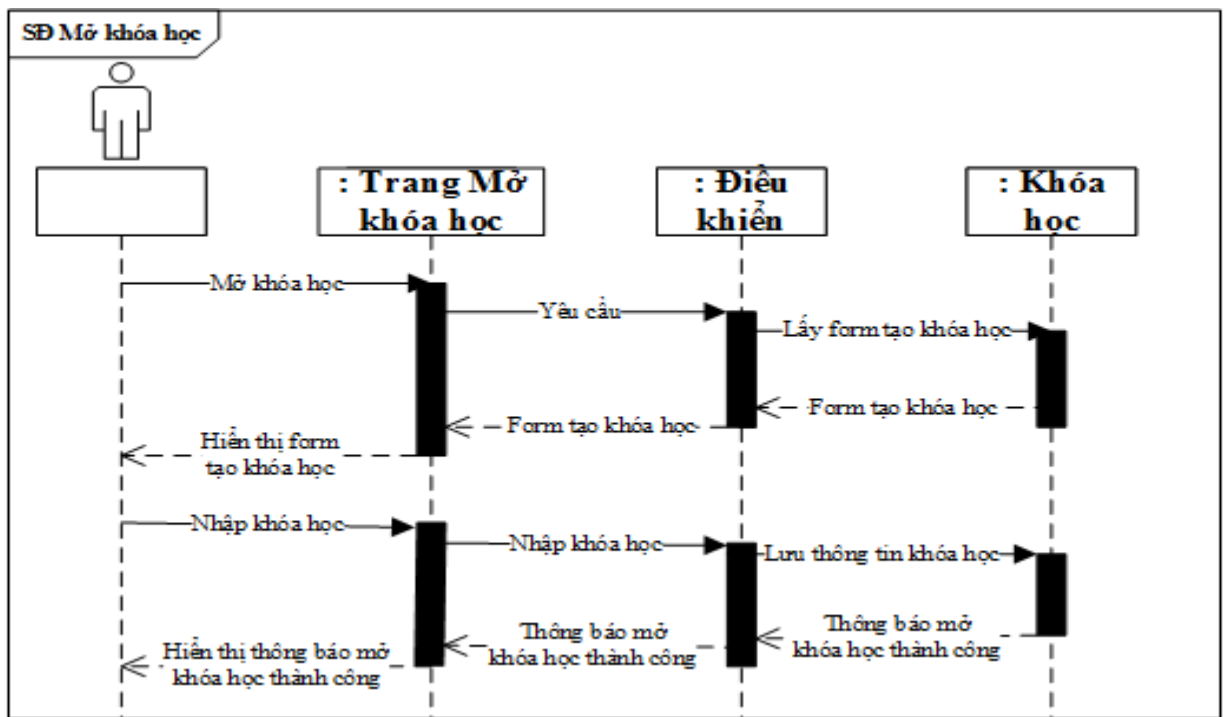 SĐ Mở khóa học
: Trang Mở
khóa học
: Điều
khiển
: Khóa
học
Mở khóa học
Yêu cầu
Lấy form tạo khóa học
Form tạo khóa học
Form tạo khóa học
Hiển thị form
tạo khóa học
Nhập khóa học
Nhập khóa học
Lưu thông tin khóa học
Thông báo mở
khóa học thành công
Thông báo mở
khóa học thành công
Hiển thị thông báo mở
khóa học thành công